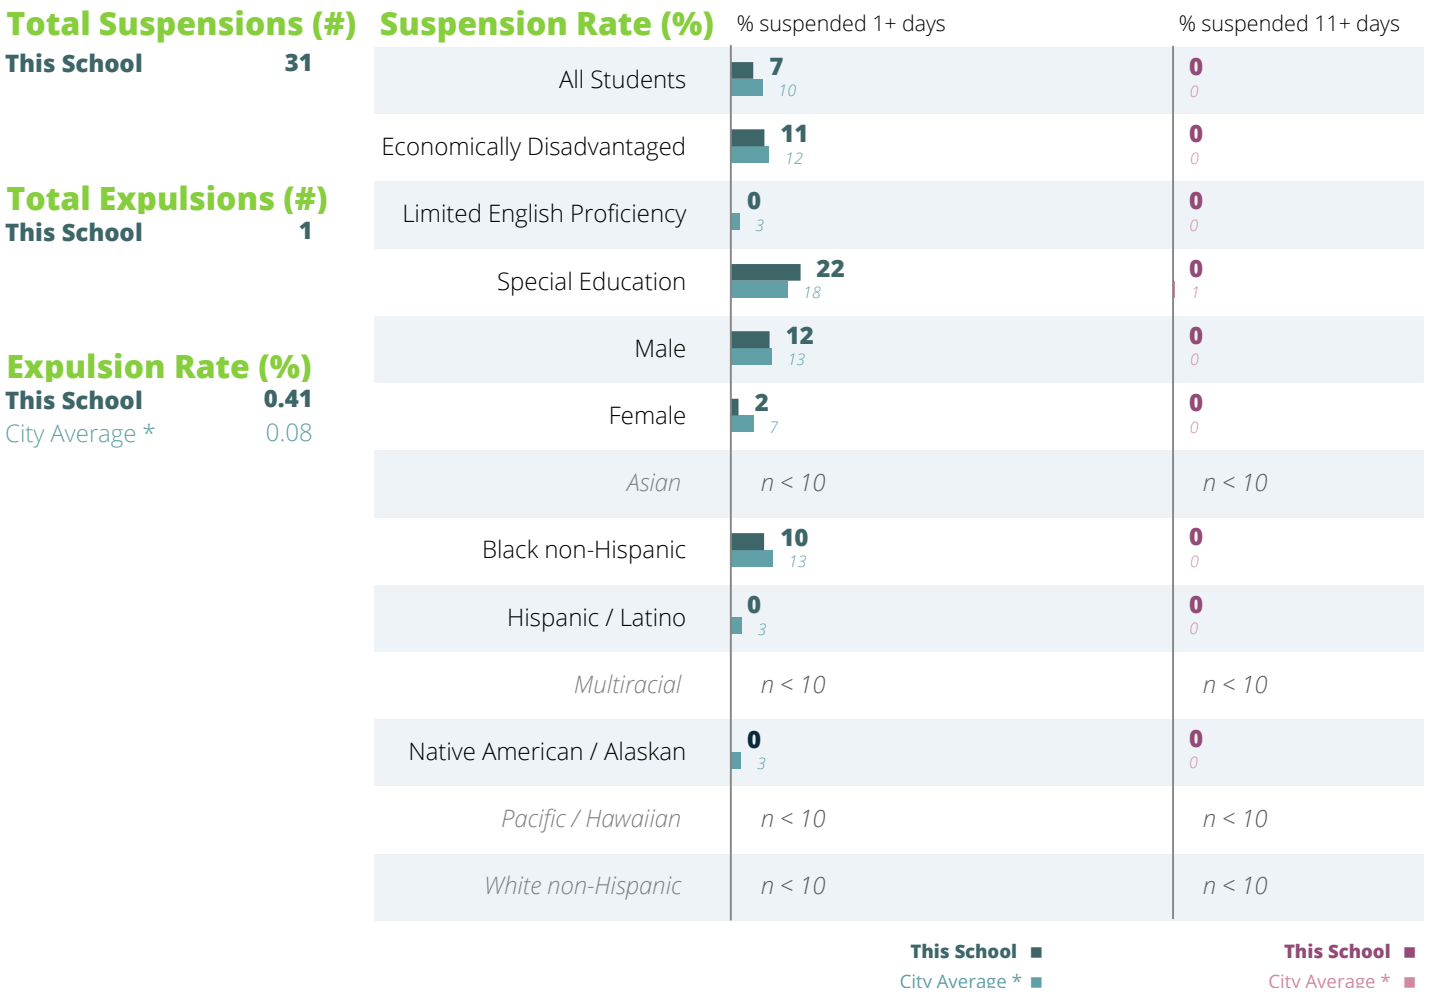 Total Suspensions (#)
This School 31
Total Expulsions (#)
This School 1
Expulsion Rate (%)
This School 0.41
City Average * 0.08
Suspension Rate (%) % suspended 1+ days % suspended 11+ days
All Students 7 0
10 0
Economically Disadvantaged 11 0
12 0
Limited English Proficiency 0 0
3 0
Special Education 22 0
18 1
Male 12 0
13 0
Female 2 0
7 0
Asian n < 10 n < 10
Black non-Hispanic 10 0
13 0
Hispanic / Latino 0 0
3 0
Multiracial n < 10 n < 10
Native American / Alaskan 0 0
3 0
Pacific / Hawaiian n < 10 n < 10
White non-Hispanic n < 10 n < 10
This School This School
City Average * City Average *